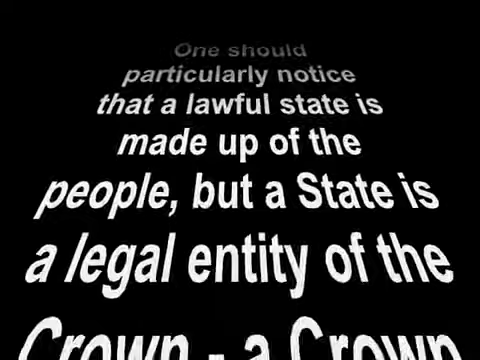 One should
particularly notice
that a lawful state is
made up of the
people, but a State is
a legal entity of the
Crown - a Crown